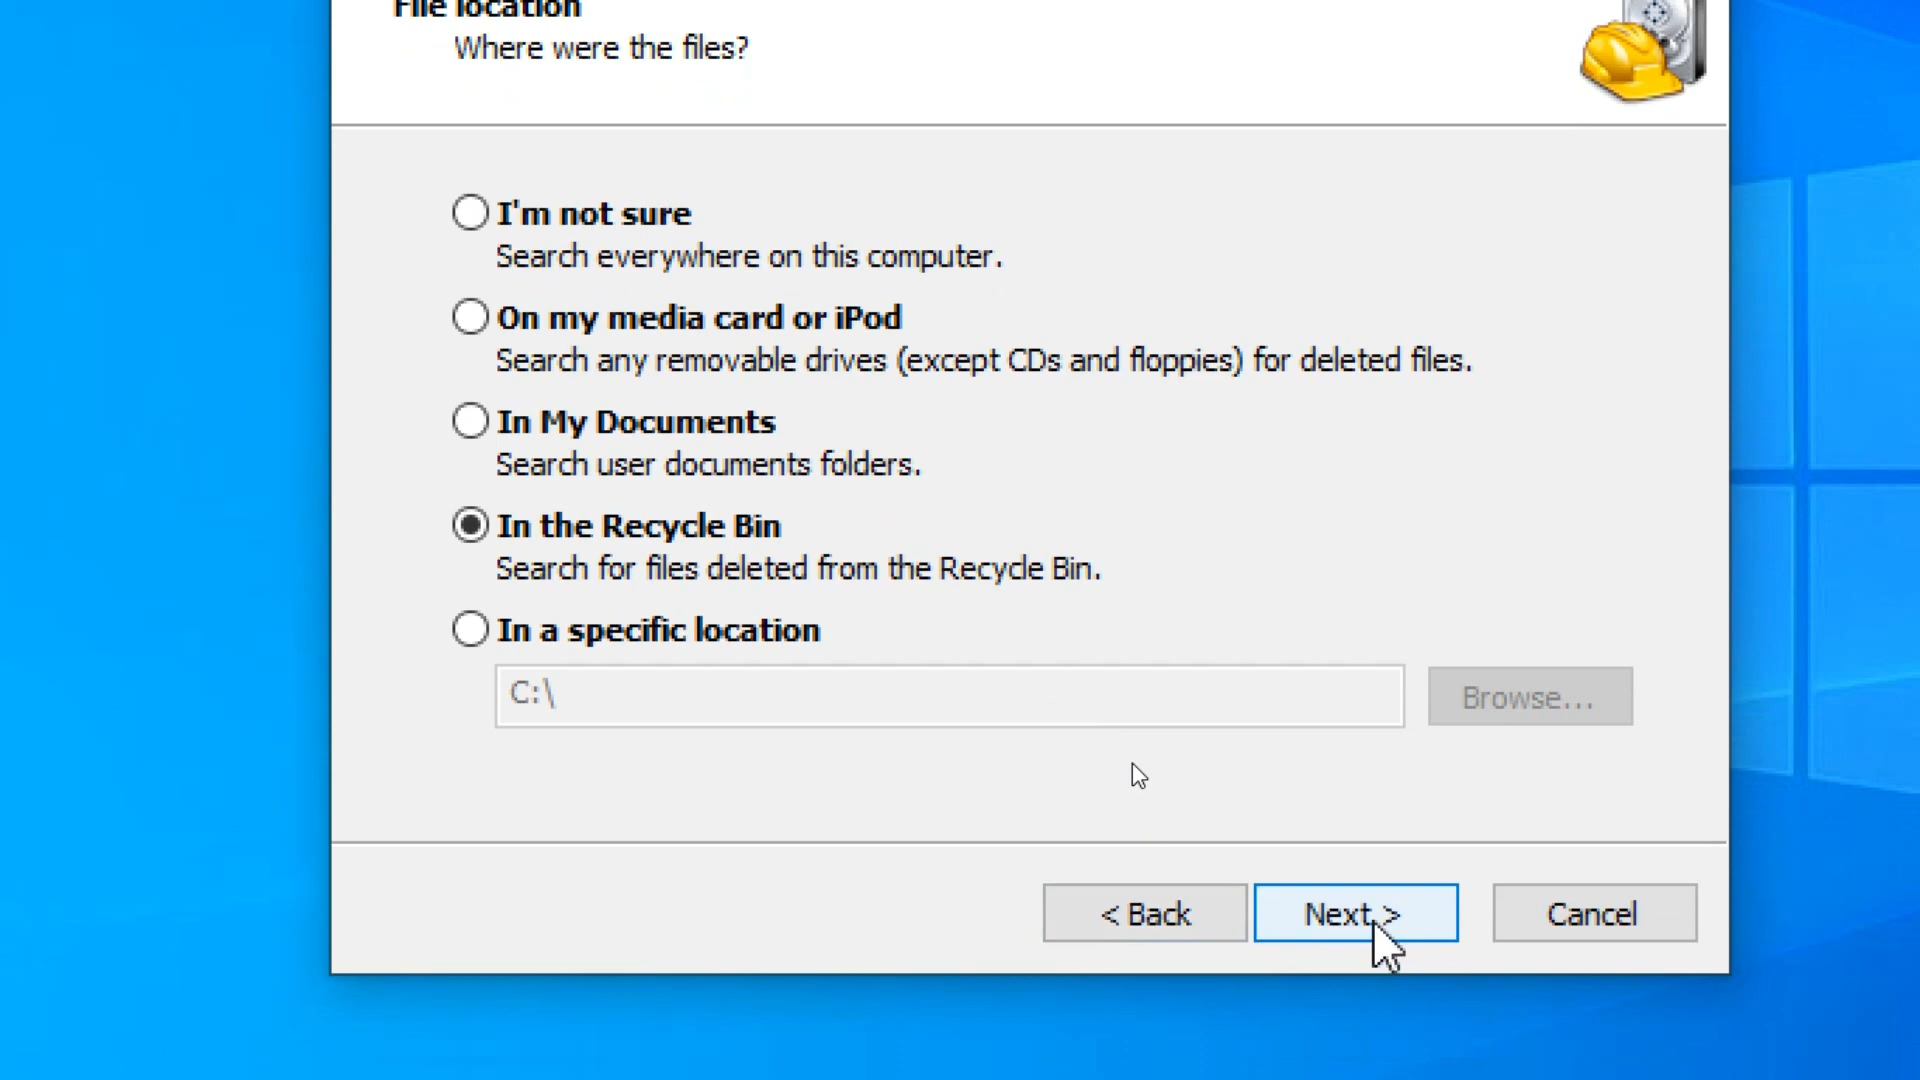 File location
Where were the files?
I'm not sure
Search everywhere on this computer.
On my media card or iPod
Search any removable drives (except CDs and floppies) for deleted files.
In My Documents
Search user documents folders.
In the Recycle Bin
Search for files deleted from the Recycle Bin.
In a specific location
C:\
Browse...
< Back
Next >
Cancel